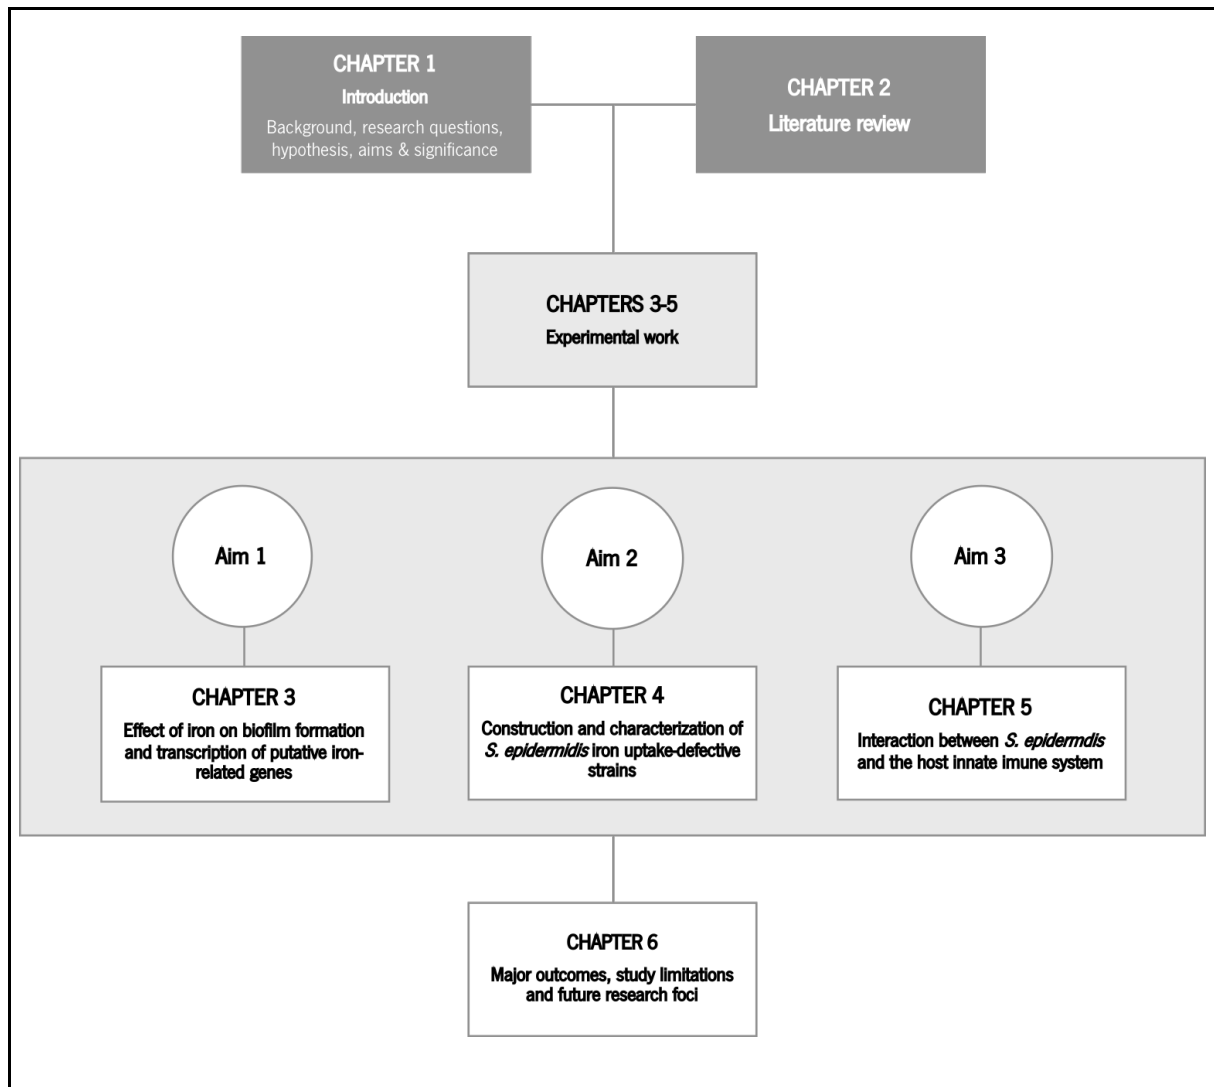 CHAPTER 1
Introduction
Background, research questions,
hypothesis, aims & significance
CHAPTER 2
Literature review
CHAPTERS 3-5
Experimental work
Aim 1
Aim 2
Aim 3
CHAPTER 3
Effect of iron on biofilm formation
and transcription of putative iron-
related genes
CHAPTER 4
Construction and characterization of
S. epidermidis iron uptake-defective
strains
CHAPTER 5
Interaction between S. epidermdis
and the host innate imune system
CHAPTER 6
Major outcomes, study limitations
and future research foci